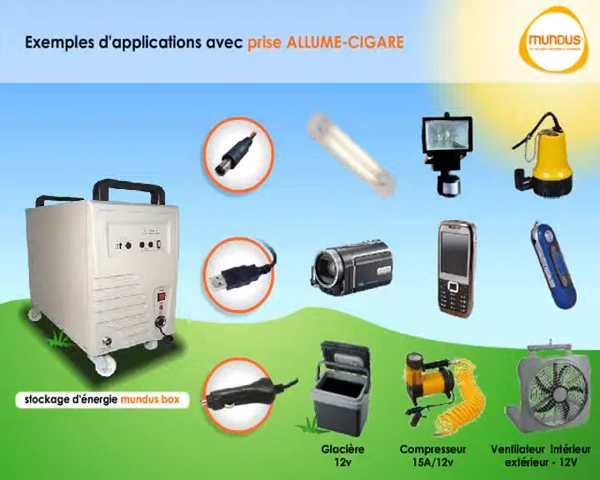 Exemples d'applications avec prise ALLUME-CIGARE
mundus
stockage d'énergie mundus box
Glacière
12v
Compresseur
15A/12v
Ventilateur intérieur
extérieur - 12V